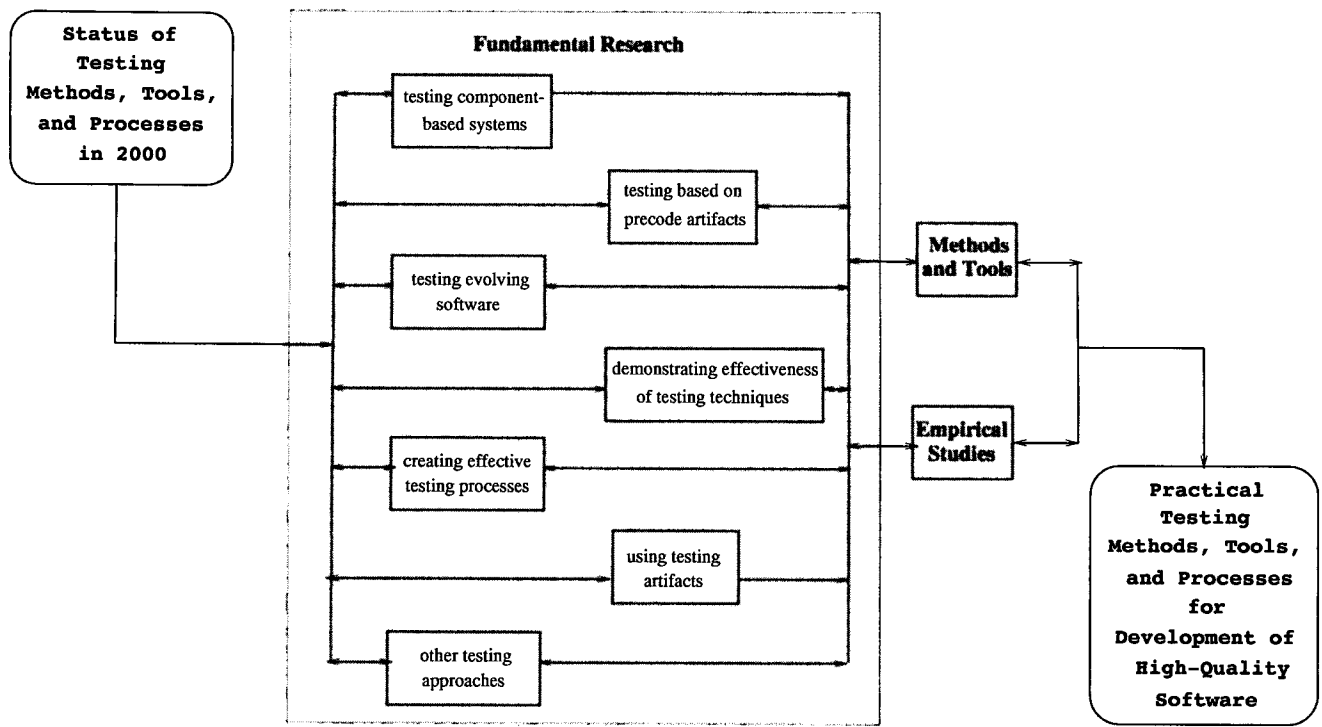 Status of
Testing
Methods, Tools,
and Processes
in 2000
Fundamental Research
testing component-
based systems
testing based on
precode artifacts
testing evolving
software
demonstrating effectiveness
of testing techniques
creating effective
testing processes
using testing
artifacts
other testing
approaches
Methods
and Tools
Empirical
Studies
Practical
Testing
Methods, Tools,
and Processes
for
Development of
High-Quality
Software